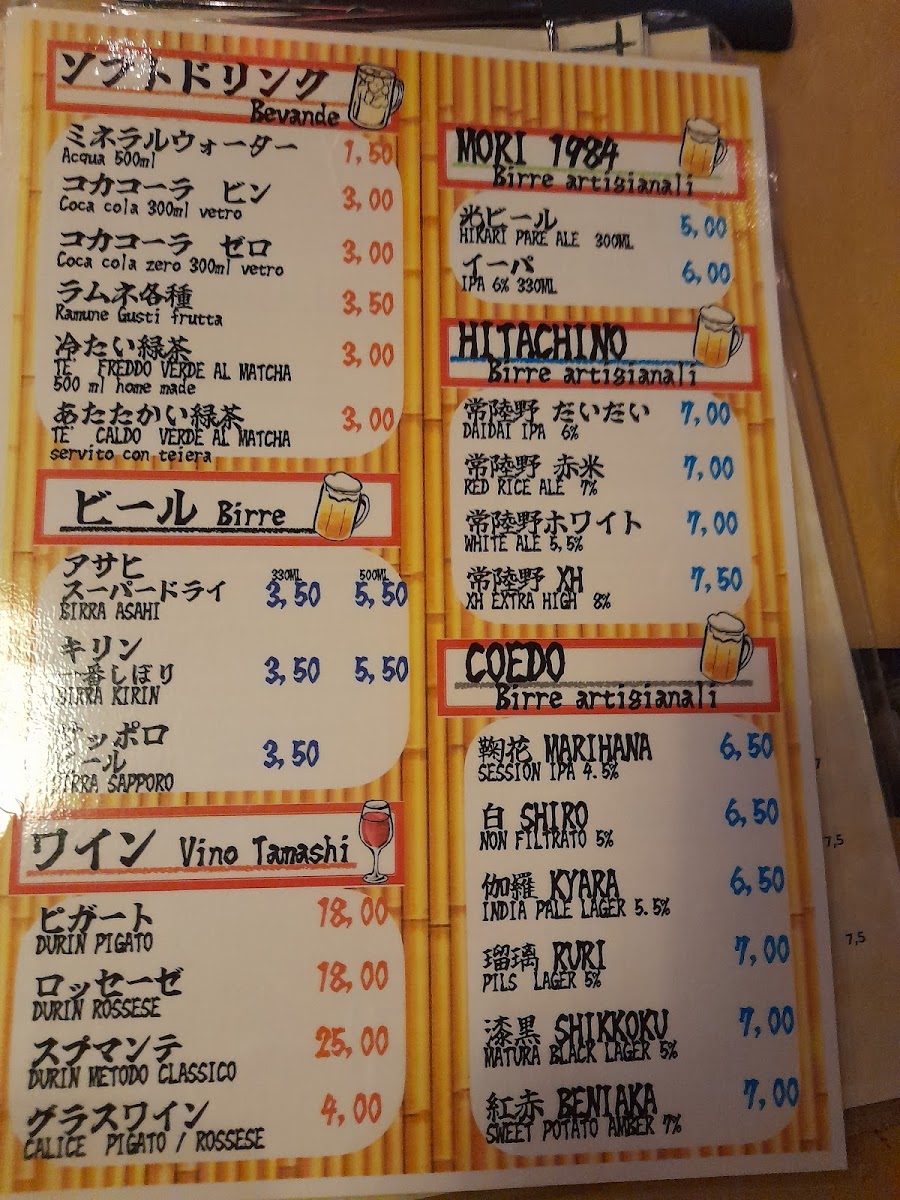 ソフトドリンク
Bevande
ミネラルウォーター 1,50
Acqua 500ml
コカコーラ ビン 3,00
Coca cola 300ml vetro
コカコーラ ゼロ 3,00
Coca cola zero 300ml vetro
ラムネ各種 3,50
Ramune Gusti frutta
冷たい緑茶 3,00
TE' FREDDO VERDE AL MATCHA
500 ml home made
あたたかい緑茶 3,00
TE' CALDO VERDE AL MATCHA
servito con teiera
ビール Birre
330ML 500ML
アサヒ
スーパードライ 3,50 5,50
BIRRA ASAHI
キリン
一番しぼり 3,50 5,50
BIRRA KIRIN
サッポロ
ビール 3,50
BIRRA SAPPORO
ワイン Vino Tamashi
ピガート 18,00
DURIN PIGATO
ロッセーゼ 18,00
DURIN ROSSESE
スプマンテ 25,00
DURIN METODO CLASSICO
グラスワイン 4,00
CALICE PIGATO / ROSSESE
MORI 1984
Birre artigianali
光ビール 5,00
HIKARI PARE ALE 300ML
イーパ 6,00
IPA 6% 330ML
HITACHINO
Birre artigianali
常陸野 だいだい 7,00
DAIDAI IPA 6%
常陸野 赤米 7,00
RED RICE ALE 7%
常陸野ホワイト 7,00
WHITE ALE 5,5%
常陸野 XH 7,50
XH EXTRA HIGH 8%
COEDO
Birre artigianali
鞠花 MARIHANA 6,50
SESSION IPA 4.5%
白 SHIRO 6,50
NON FILTRATO 5%
伽羅 KYARA 6,50
INDIA PALE LAGER 5.5%
瑠璃 RURI 7,00
PILS LAGER 5%
漆黒 SHIKKOKU 7,00
MATURA BLACK LAGER 5%
紅赤 BENIAKA 7,00
SWEET POTATO AMBER 7%
7,5
7,5